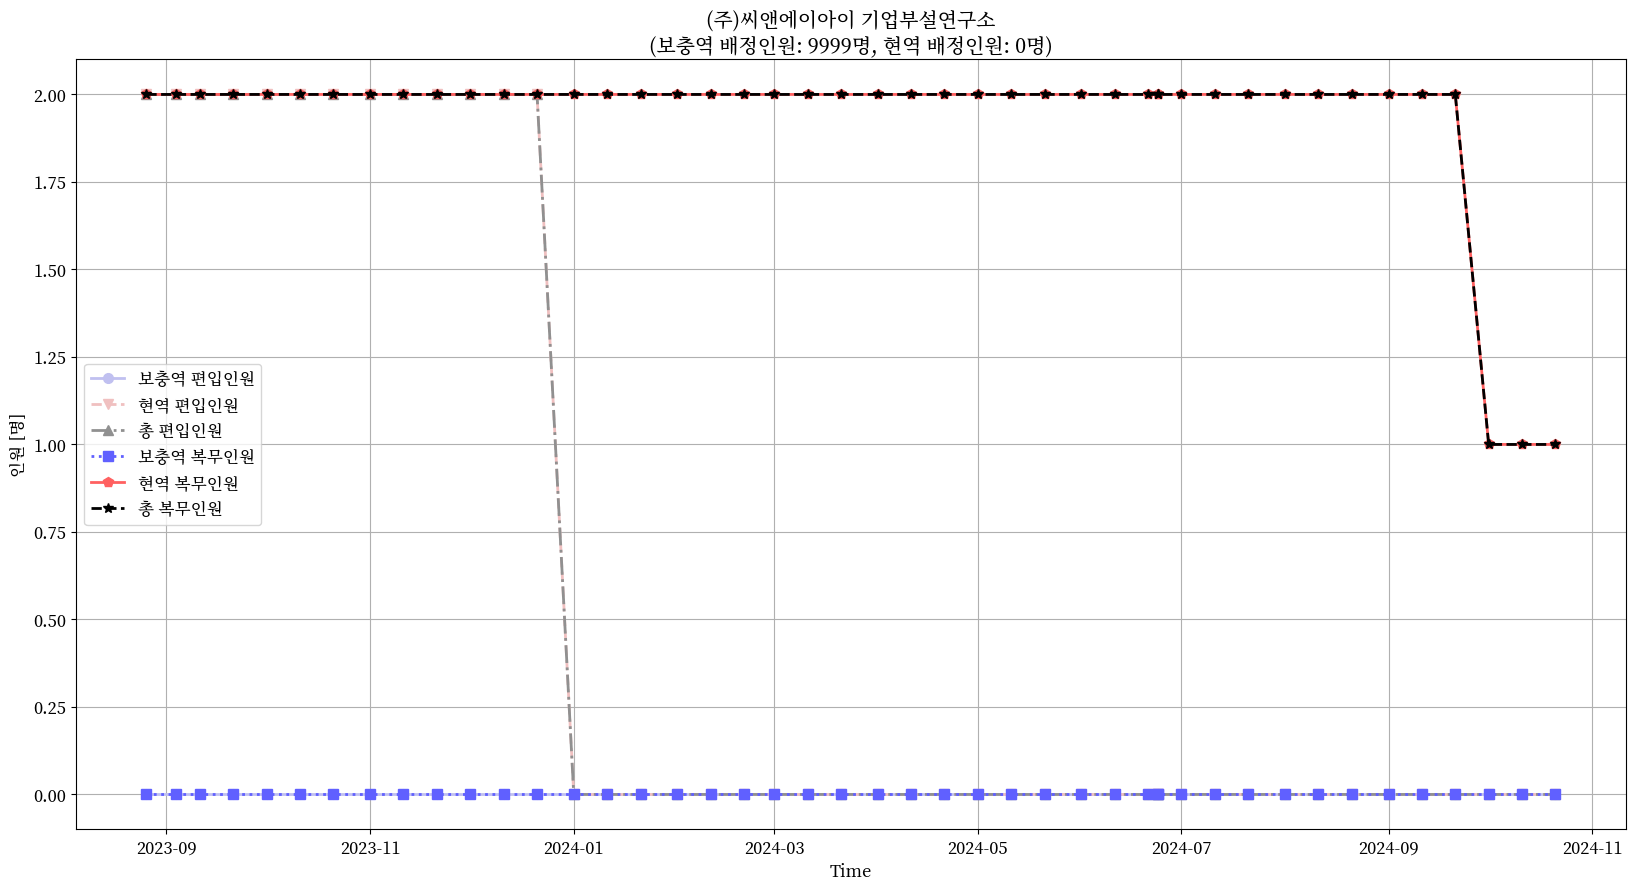 (주)씨앤에이아이 기업부설연구소
(보충역 배정인원: 9999명, 현역 배정인원: 0명)
인원 [명]
2.00
1.75
1.50
1.25
1.00
0.75
0.50
0.25
0.00
보충역 편입인원
현역 편입인원
총 편입인원
보충역 복무인원
현역 복무인원
총 복무인원
2023-09
2023-11
2024-01
2024-03
2024-05
2024-07
2024-09
2024-11
Time